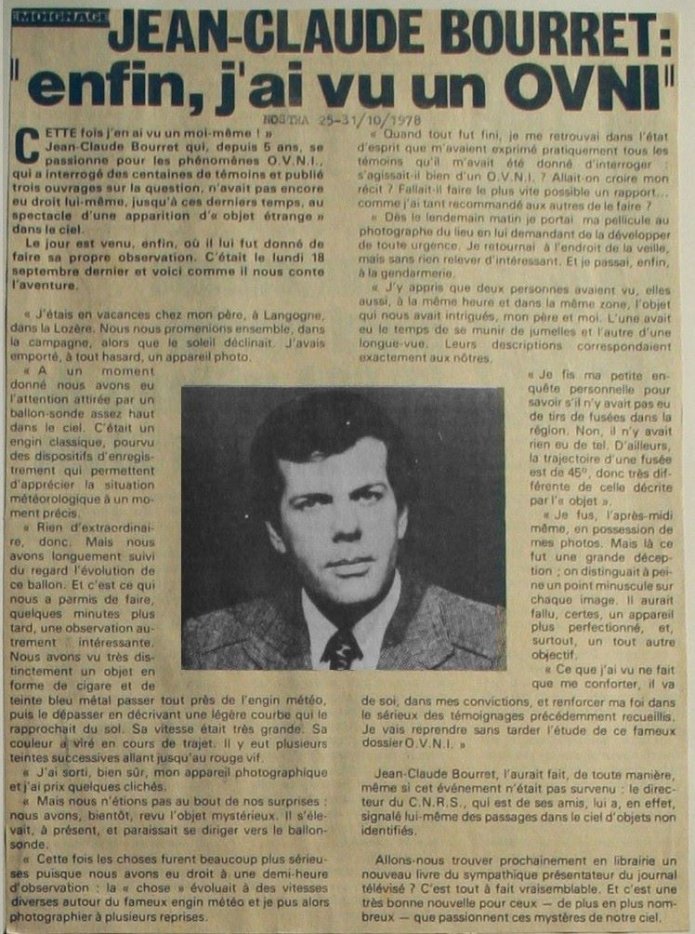 TÉMOIGNAGE
JEAN-CLAUDE BOURRET:
"enfin, j'ai vu un OVNI"
NOSTRA 25-31/10/1978
CETTE fois j'en ai vu un moi-même ! »
Jean-Claude Bourret qui, depuis 5 ans, se
passionne pour les phénomènes O.V.N.I.,
qui a interrogé des centaines de témoins et publié
trois ouvrages sur la question, n'avait pas encore
eu droit lui-même, jusqu'à ces derniers temps, au
spectacle d'une apparition d'« objet étrange »
dans le ciel.
Le jour est venu, enfin, où il lui fut donné de
faire sa propre observation. C'était le lundi 18
septembre dernier et voici comme il nous conte
l'aventure.
« J'étais en vacances chez mon père, à Langogne,
dans la Lozère. Nous nous promenions ensemble, dans
la campagne, alors que le soleil déclinait. J'avais
emporté, à tout hasard, un appareil photo.
« A un moment
donné nous avons eu
l'attention attirée par un
ballon-sonde assez haut
dans le ciel. C'était un
engin classique, pourvu
des dispositifs d'enregis-
trement qui permettent
d'apprécier la situation
météorologique à un mo-
ment précis.
« Rien d'extraordinai-
re, donc. Mais nous
avons longuement suivi
du regard l'évolution de
ce ballon. Et c'est ce qui
nous a permis de faire,
quelques minutes plus
tard, une observation au-
trement intéressante.
Nous avons vu très dis-
tinctement un objet en
forme de cigare et de
teinte bleu métal passer tout près de l'engin météo,
puis le dépasser en décrivant une légère courbe qui le
rapprochait du sol. Sa vitesse était très grande. Sa
couleur a viré en cours de trajet. Il y eut plusieurs
teintes successives allant jusqu'au rouge vif.
« J'ai sorti, bien sûr, mon appareil photographique
et j'ai pris quelques clichés.
« Mais nous n'étions pas au bout de nos surprises :
nous avons, bientôt, revu l'objet mystérieux. Il s'éle-
vait, à présent, et paraissait se diriger vers le ballon-
sonde.
« Cette fois les choses furent beaucoup plus sérieu-
ses puisque nous avons eu droit à une demi-heure
d'observation : la « chose » évoluait à des vitesses
diverses autour du fameux engin météo et je pus alors
photographier à plusieurs reprises.
« Quand tout fut fini, je me retrouvai dans l'état
d'esprit que m'avaient exprimé pratiquement tous les
témoins qu'il m'avait été donné d'interroger :
s'agissait-il bien d'un O.V.N.I. ? Allait-on croire mon
récit ? Fallait-il faire le plus vite possible un rapport...
comme j'ai tant recommandé aux autres de le faire ?
« Dès le lendemain matin je portai ma pellicule au
photographe du lieu en lui demandant de la développer
de toute urgence. Je retournai à l'endroit de la veille,
mais sans rien relever d'intéressant. Et je passai, enfin,
à la gendarmerie.
« J'y appris que deux personnes avaient vu, elles
aussi, à la même heure et dans la même zone, l'objet
qui nous avait intrigués, mon père et moi. L'une avait
eu le temps de se munir de jumelles et l'autre d'une
longue-vue. Leurs descriptions correspondaient
exactement aux nôtres.
« Je fis ma petite en-
quête personnelle pour
savoir s'il n'y avait pas eu
de tirs de fusées dans la
région. Non, il n'y avait
rien eu de tel. D'ailleurs,
la trajectoire d'une fusée
est de 45°, donc très dif-
férente de celle décrite
par l'« objet ».
« Je fus, l'après-midi
même, en possession de
mes photos. Mais là ce
fut une grande décep-
tion ; on distinguait à pei-
ne un point minuscule sur
chaque image. Il aurait
fallu, certes, un appareil
plus perfectionné, et,
surtout, un tout autre
objectif.
« Ce que j'ai vu ne fait
que me conforter, il va
de soi, dans mes convictions, et renforcer ma foi dans
le sérieux des témoignages précédemment recueillis.
Je vais reprendre sans tarder l'étude de ce fameux
dossier O.V.N.I. »
Jean-Claude Bourret, l'aurait fait, de toute manière,
même si cet événement n'était pas survenu : le direc-
teur du C.N.R.S., qui est de ses amis, lui a, en effet,
signalé lui-même des passages dans le ciel d'objets non
identifiés.
Allons-nous trouver prochainement en librairie un
nouveau livre du sympathique présentateur du journal
télévisé ? C'est tout à fait vraisemblable. Et c'est une
très bonne nouvelle pour ceux — de plus en plus nom-
breux — que passionnent ces mystères de notre ciel.